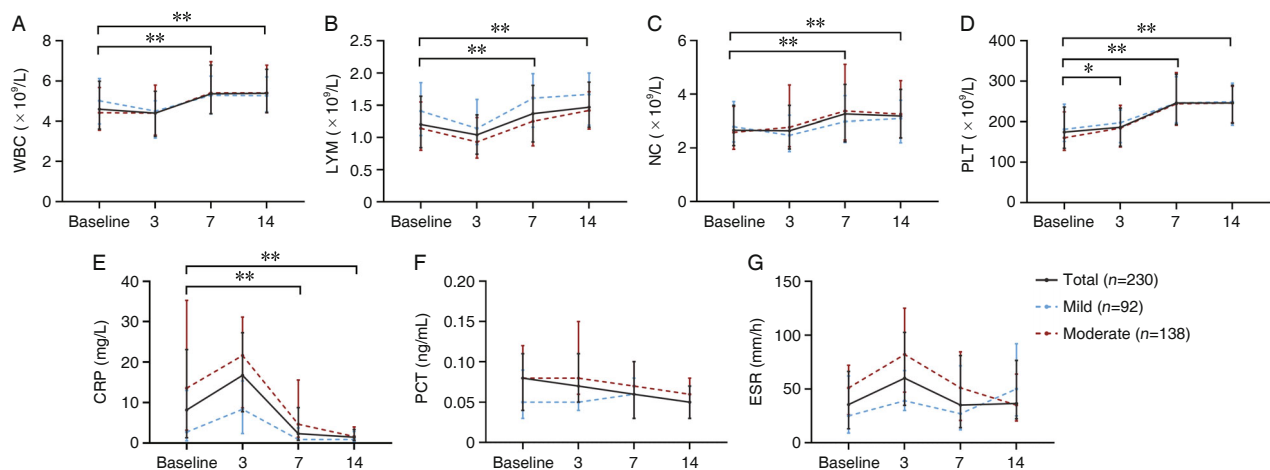 A
WBC (×10⁹/L)
8
6
4
2
0
**
**
Baseline 3 7 14
B
LYM (×10⁹/L)
2.5
2.0
1.5
1.0
0.5
0
**
**
Baseline 3 7 14
C
NC (×10⁹/L)
6
4
2
0
**
**
Baseline 3 7 14
D
PLT (×10⁹/L)
400
300
200
100
0
**
**
*
Baseline 3 7 14
E
CRP (mg/L)
40
30
20
10
0
**
**
Baseline 3 7 14
F
PCT (ng/mL)
0.20
0.15
0.10
0.05
0
Baseline 3 7 14
G
ESR (mm/h)
150
100
50
0
Baseline 3 7 14
Total (n=230)
Mild (n=92)
Moderate (n=138)